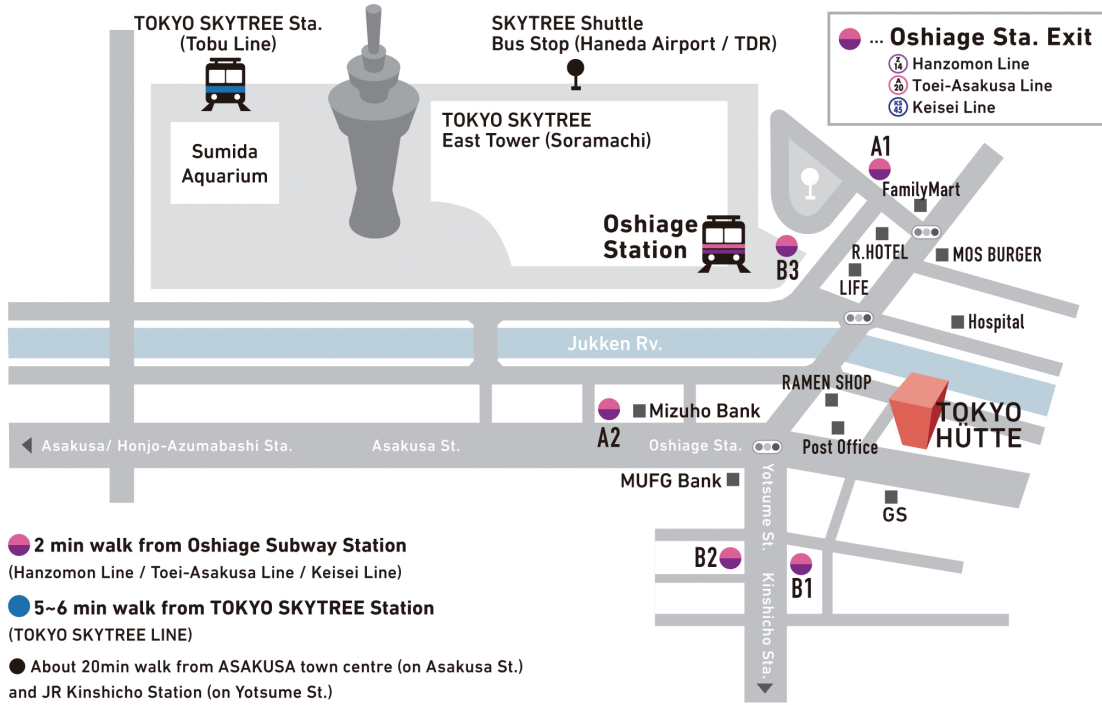 TOKYO SKYTREE Sta.
(Tobu Line)
SKYTREE Shuttle
Bus Stop (Haneda Airport / TDR)
... Oshiage Sta. Exit
Z
14
Hanzomon Line
A
20
Toei-Asakusa Line
KS
45
Keisei Line
Sumida
Aquarium
TOKYO SKYTREE
East Tower (Soramachi)
A1
FamilyMart
Oshiage
Station
B3
R.HOTEL
MOS BURGER
LIFE
Hospital
Jukken Rv.
RAMEN SHOP
TOKYO
HÜTTE
A2
Mizuho Bank
Asakusa/ Honjo-Azumabashi Sta.
Asakusa St.
Oshiage Sta.
Post Office
MUFG Bank
GS
Yotsume St.
Kinshicho Sta.
B2
B1
2 min walk from Oshiage Subway Station
(Hanzomon Line / Toei-Asakusa Line / Keisei Line)
5~6 min walk from TOKYO SKYTREE Station
(TOKYO SKYTREE LINE)
About 20min walk from ASAKUSA town centre (on Asakusa St.)
and JR Kinshicho Station (on Yotsume St.)